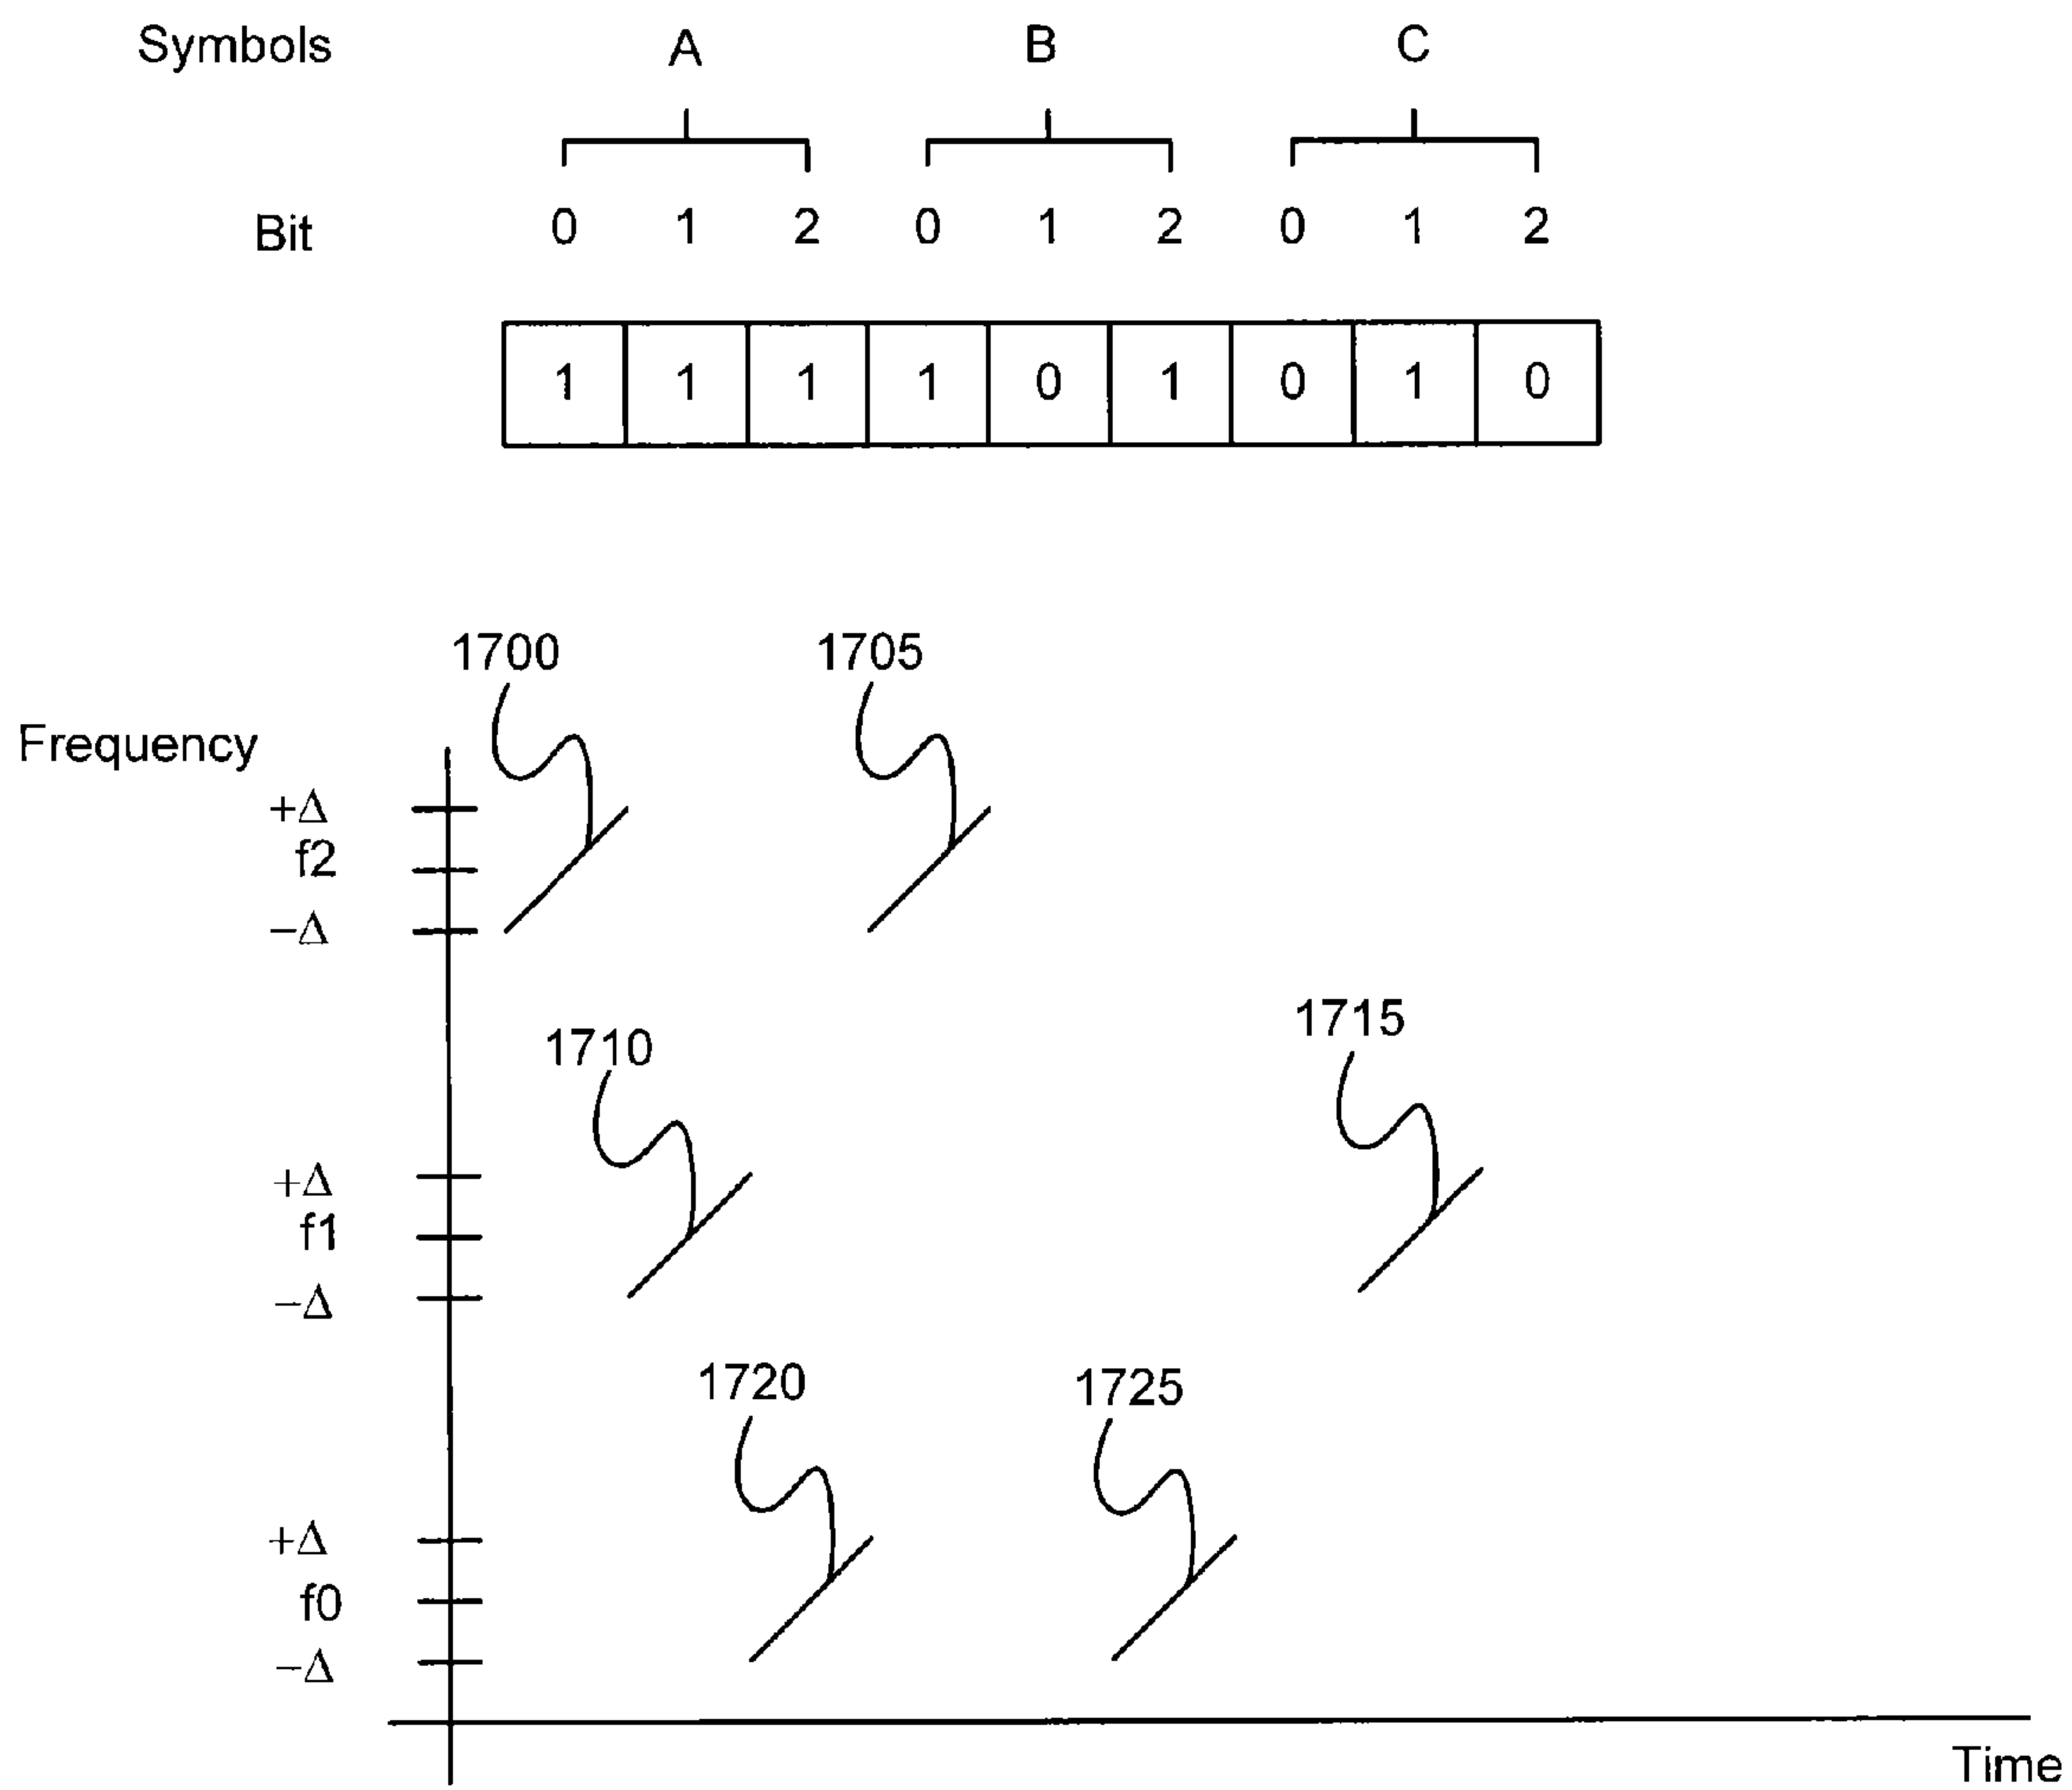 Symbols A B C
Bit 0 1 2 0 1 2 0 1 2
1 1 1 1 0 1 0 1 0
1700 1705
Frequency
+Δ
f2
−Δ
1715
1710
+Δ
f1
−Δ
1720 1725
+Δ
f0
−Δ
Time